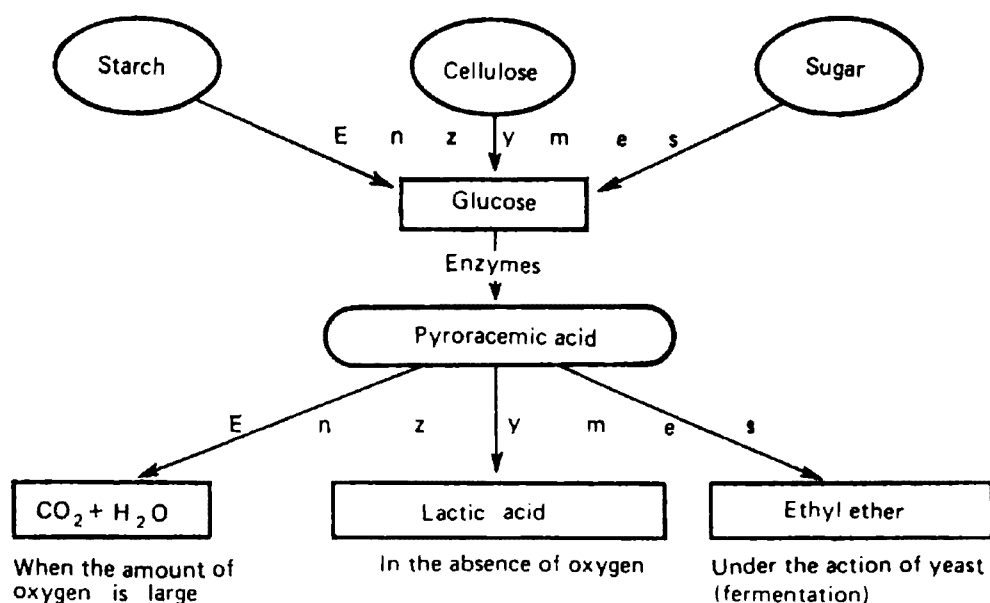 Starch
Cellulose
Sugar
E n z y m e s
Glucose
Enzymes
Pyroracemic acid
E n z y m e s
CO₂ + H₂O
Lactic acid
Ethyl ether
When the amount of
oxygen is large
In the absence of oxygen
Under the action of yeast
(fermentation)